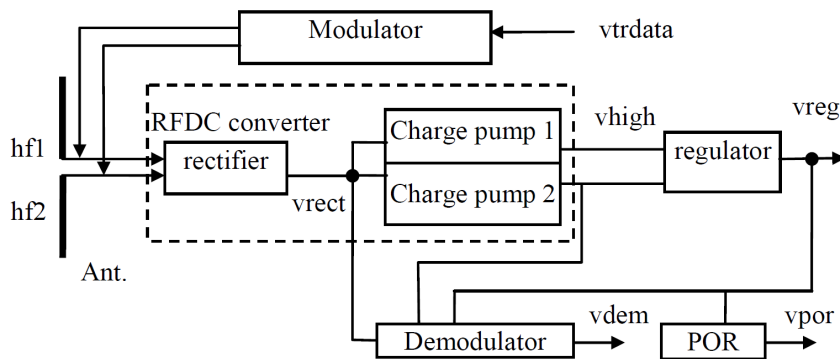 Modulator
vtrdata
RFDC converter
Charge pump 1
vhigh
vreg
hf1
rectifier
regulator
hf2
vrect
Charge pump 2
Ant.
Demodulator
vdem
POR
vpor